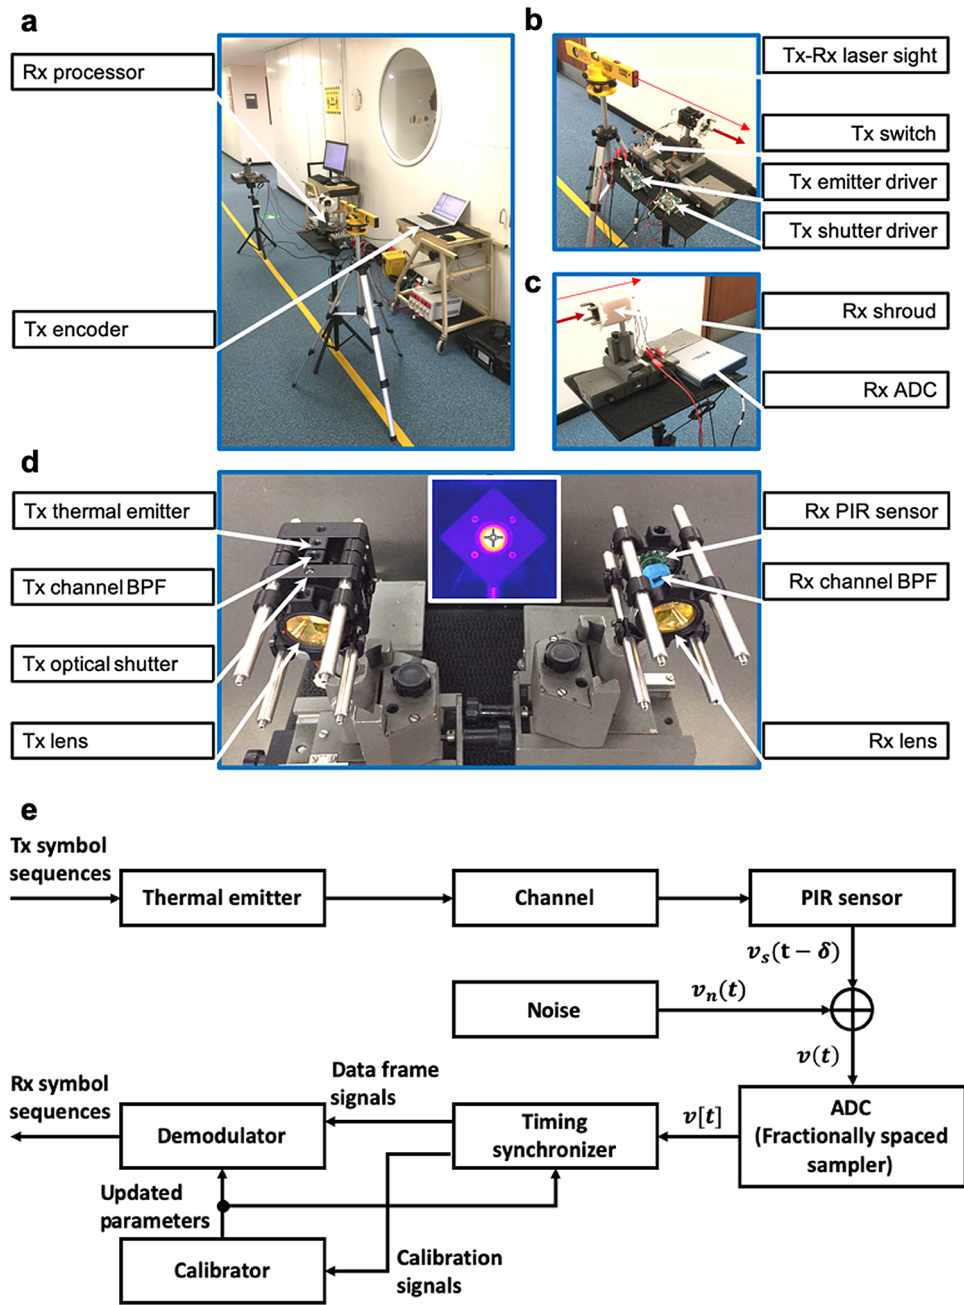 a
Rx processor
Tx encoder
b
Tx-Rx laser sight
Tx switch
Tx emitter driver
Tx shutter driver
c
Rx shroud
Rx ADC
d
Tx thermal emitter
Tx channel BPF
Tx optical shutter
Tx lens
Rx PIR sensor
Rx channel BPF
Rx lens
e
Tx symbol
sequences
Thermal emitter
Channel
PIR sensor
vₛ(t − δ)
Noise
vₙ(t)
v(t)
Rx symbol
sequences
Demodulator
Data frame
signals
Timing
synchronizer
v[t]
ADC
(Fractionally spaced
sampler)
Updated
parameters
Calibrator
Calibration
signals